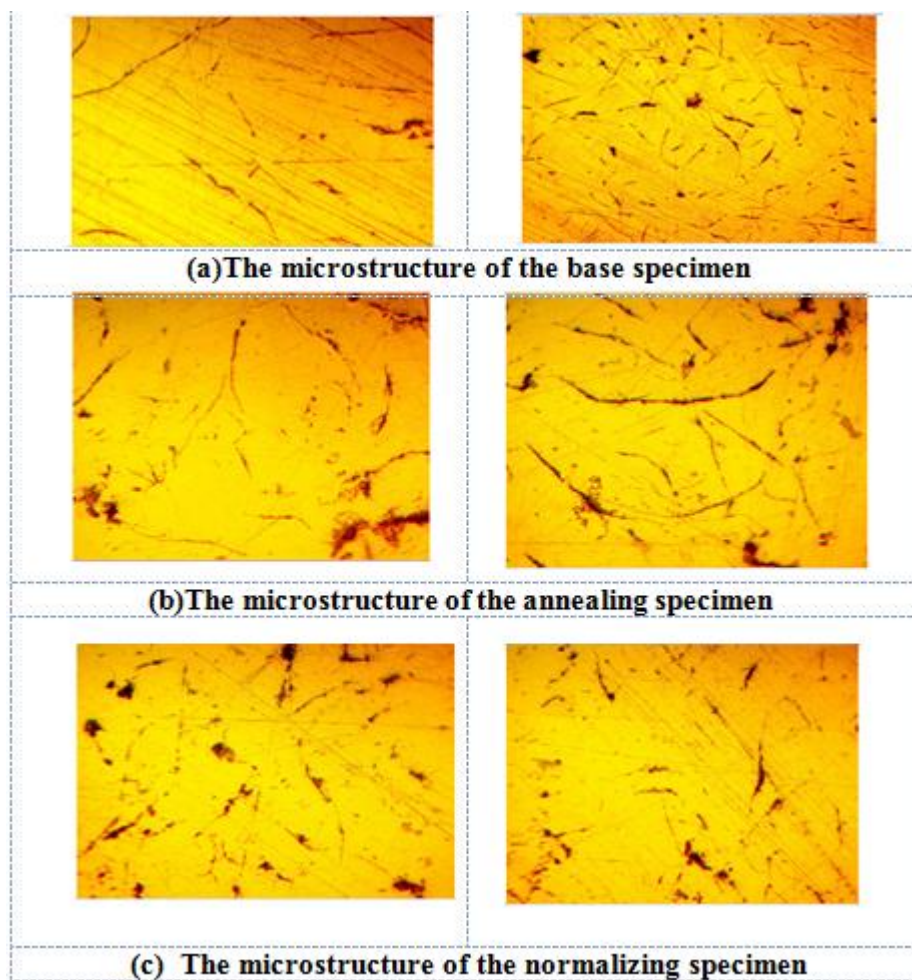 (a)The microstructure of the base specimen
(b)The microstructure of the annealing specimen
(c) The microstructure of the normalizing specimen